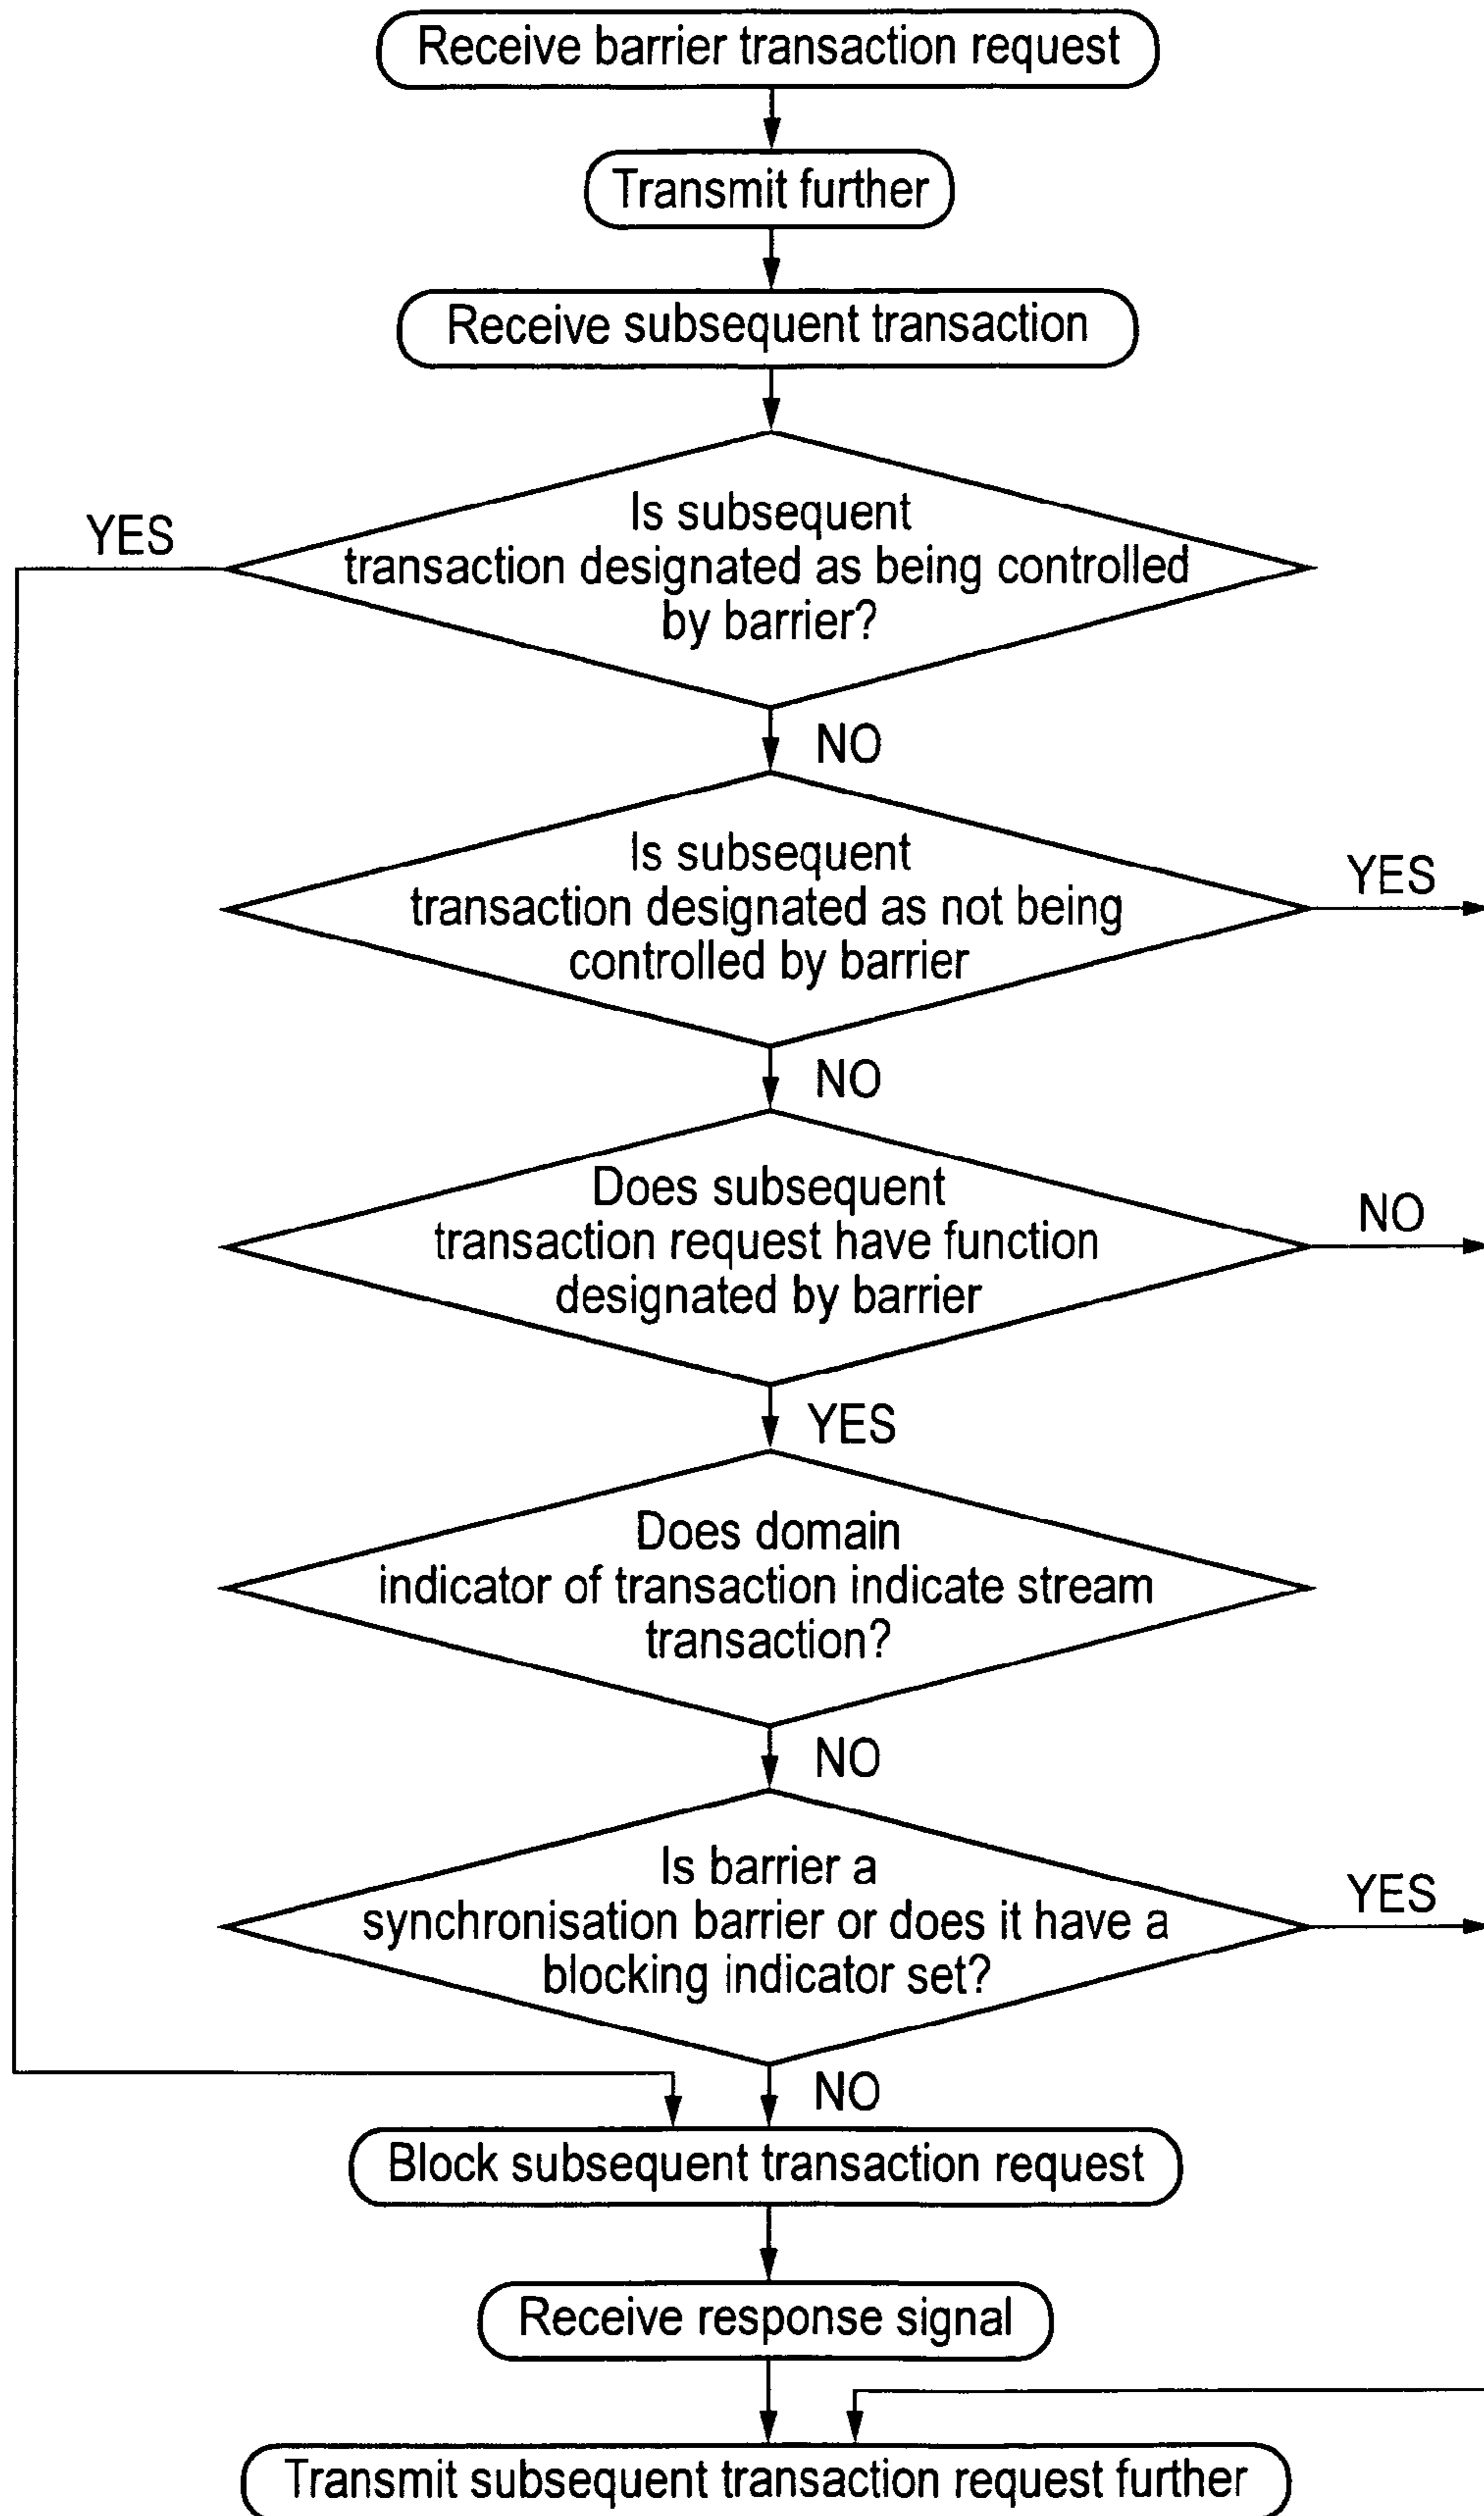 Receive barrier transaction request
Transmit further
Receive subsequent transaction
Is subsequent
transaction designated as being controlled
by barrier?
YES
NO
Is subsequent
transaction designated as not being
controlled by barrier
YES
NO
Does subsequent
transaction request have function
designated by barrier
NO
YES
Does domain
indicator of transaction indicate stream
transaction?
NO
Is barrier a
synchronisation barrier or does it have a
blocking indicator set?
YES
NO
Block subsequent transaction request
Receive response signal
Transmit subsequent transaction request further